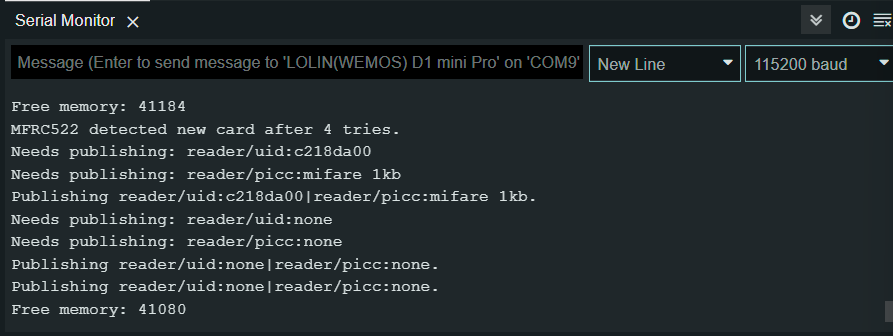 Serial Monitor
Message (Enter to send message to 'LOLIN(WEMOS) D1 mini Pro' on 'COM9'
New Line
115200 baud
Free memory: 41184
MFRC522 detected new card after 4 tries.
Needs publishing: reader/uid:c218da00
Needs publishing: reader/picc:mifare 1kb
Publishing reader/uid:c218da00|reader/picc:mifare 1kb.
Needs publishing: reader/uid:none
Needs publishing: reader/picc:none
Publishing reader/uid:none|reader/picc:none.
Publishing reader/uid:none|reader/picc:none.
Free memory: 41080